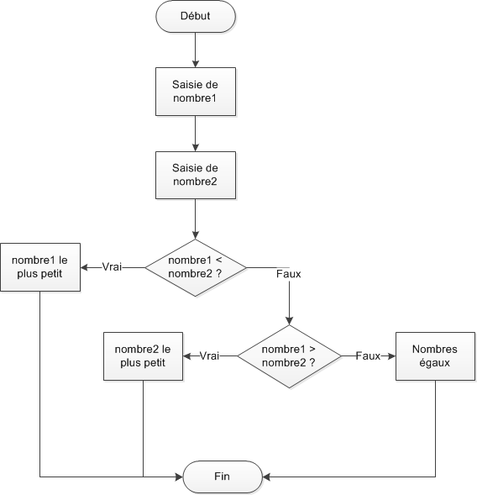 Début
Saisie de
nombre1
Saisie de
nombre2
nombre1 <
nombre2 ?
Vrai
nombre1 le
plus petit
Faux
nombre1 >
nombre2 ?
Vrai
nombre2 le
plus petit
Faux
Nombres
égaux
Fin